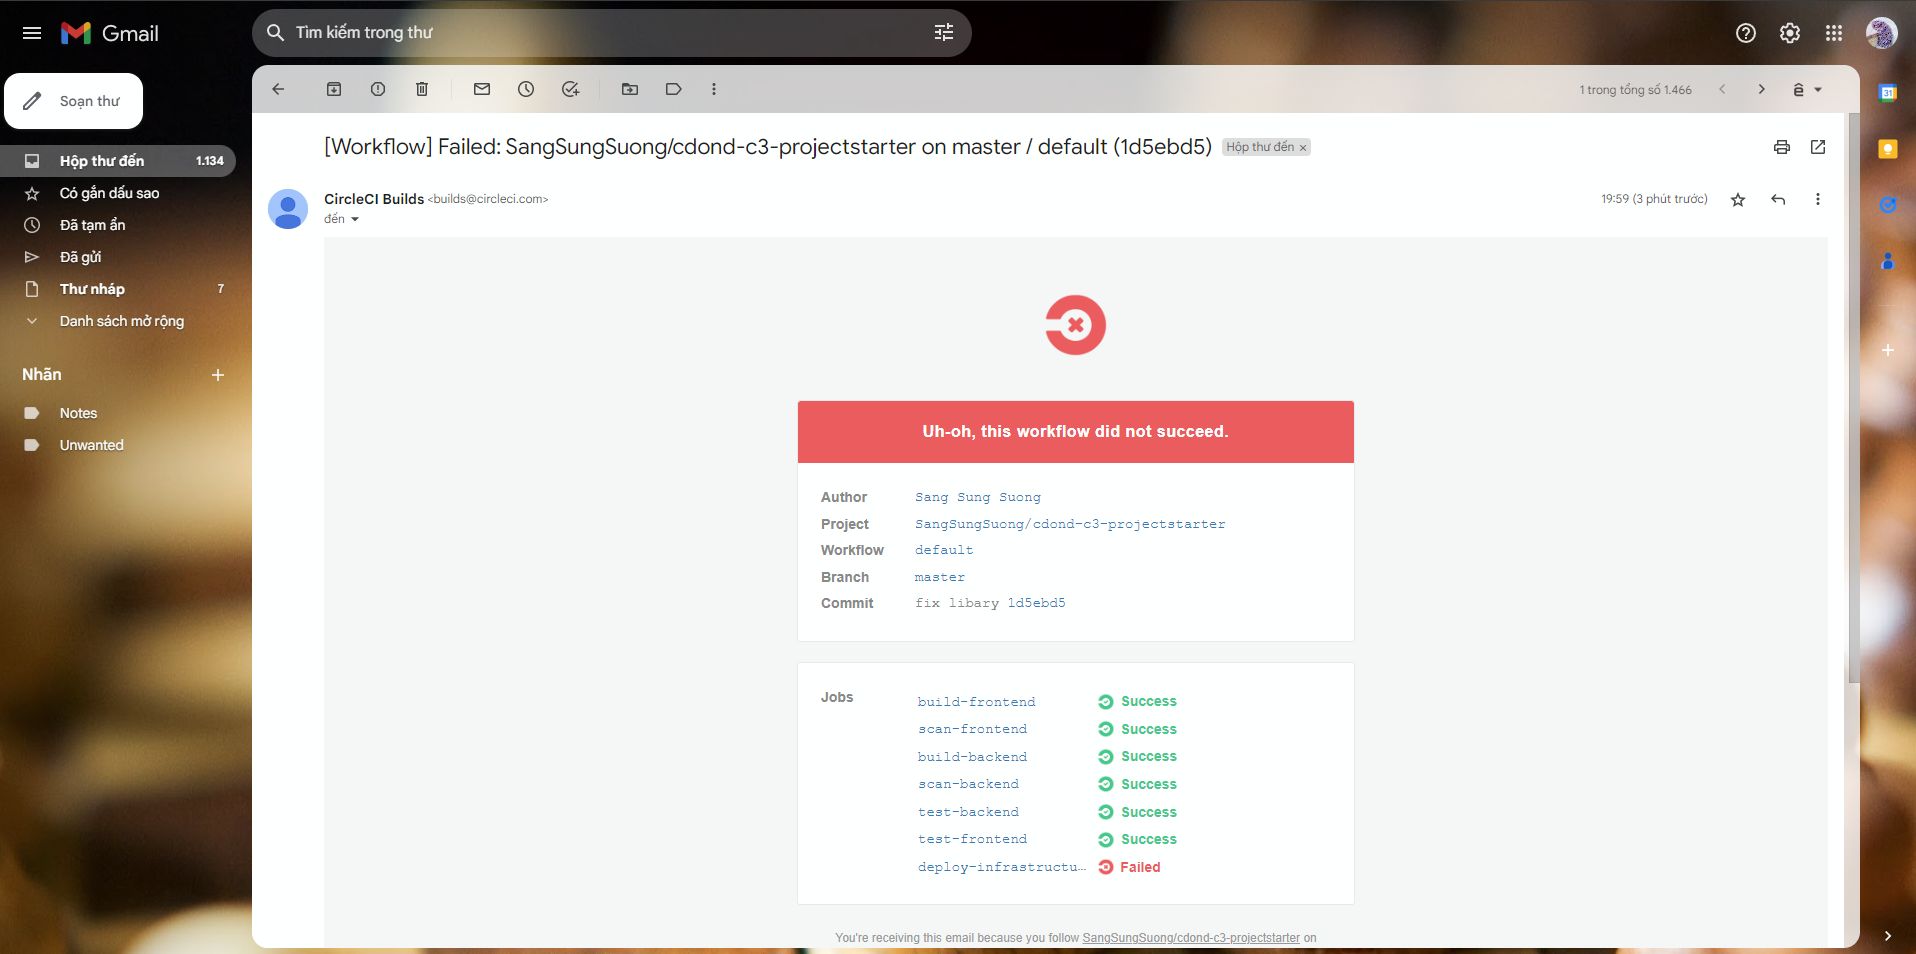 Gmail
Tìm kiếm trong thư
Soạn thư
1 trong tổng số 1.466
ê
31
Hộp thư đến 1.134
Có gắn dấu sao
Đã tạm ẩn
Đã gửi
Thư nháp 7
Danh sách mở rộng
Nhãn
Notes
Unwanted
[Workflow] Failed: SangSungSuong/cdond-c3-projectstarter on master / default (1d5ebd5) Hộp thư đến ×
CircleCI Builds <builds@circleci.com> 19:59 (3 phút trước)
đến
Uh-oh, this workflow did not succeed.
Author Sang Sung Suong
Project SangSungSuong/cdond-c3-projectstarter
Workflow default
Branch master
Commit fix libary 1d5ebd5
Jobs
build-frontend Success
scan-frontend Success
build-backend Success
scan-backend Success
test-backend Success
test-frontend Success
deploy-infrastructu… Failed
You're receiving this email because you follow SangSungSuong/cdond-c3-projectstarter on